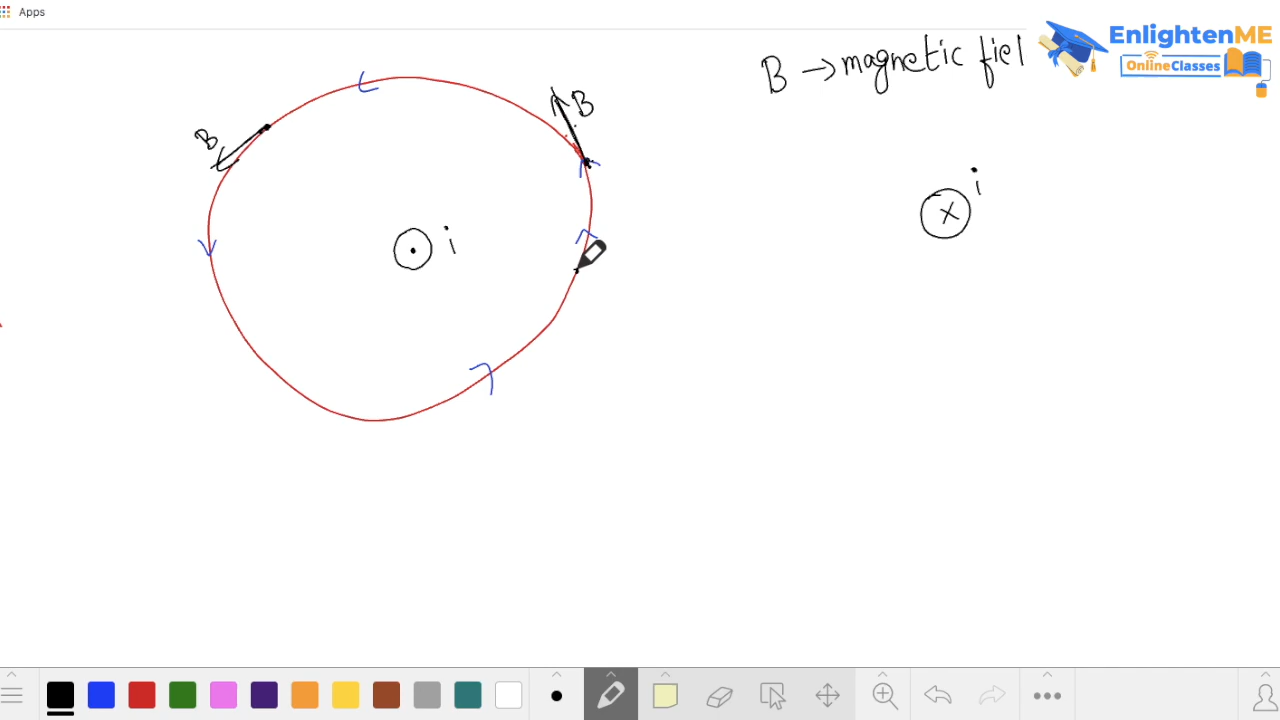 Apps
EnlightenME
OnlineClasses
B → magnetic fiel
B
B
i
i